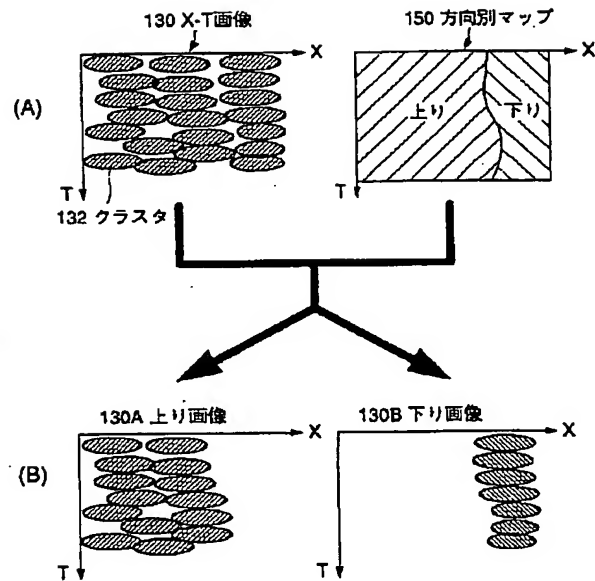 130 X-T画像
150 方向別マップ
X
X
(A)
上り
下り
T
T
132 クラスタ
130A 上り画像
130B 下り画像
X
X
(B)
T
T